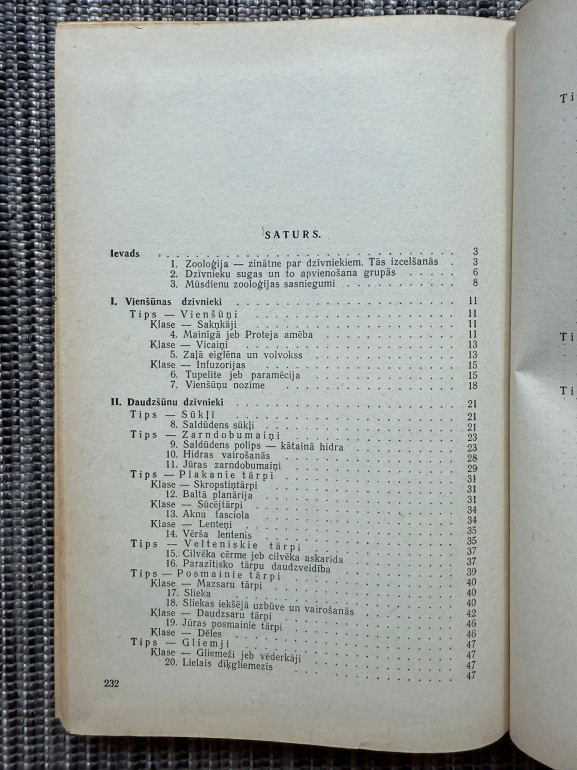 SATURS.
Ievads . . . . . . . . . . . . . . . . . . . . 3
1. Zooloģija — zinātne par dzīvniekiem. Tās izcelšanās 3
2. Dzīvnieku sugas un to apvienošana grupās . . . . . 6
3. Mūsdienu zooloģijas sasniegumi . . . . . . . . 8
I. Vienšūnas dzīvnieki . . . . . . . . . . . . . . 11
Tips — Vienšūņi . . . . . . . . . . . . . . 11
Klase — Sakņkāji . . . . . . . . . . . . . . 11
4. Mainīgā jeb Proteja amēba . . . . . . . . . . 11
Klase — Vicaiņi . . . . . . . . . . . . . . 13
5. Zaļā eiglēna un volvokss . . . . . . . . . . 13
Klase — Infuzorijas . . . . . . . . . . . . . . 15
6. Tupelīte jeb paramēcija . . . . . . . . . . 15
7. Vienšūņu nozīme . . . . . . . . . . . . . . 18
II. Daudzšūnu dzīvnieki . . . . . . . . . . . . . . 21
Tips — Sūkļi . . . . . . . . . . . . . . 21
8. Saldūdens sūkļi . . . . . . . . . . . . . . 21
Tips — Zarndobumaiņi . . . . . . . . . . . . 23
9. Saldūdens polips — kātainā hidra . . . . . . . 23
10. Hidras vairošanās . . . . . . . . . . . . 28
11. Jūras zarndobumaiņi . . . . . . . . . . . . 29
Tips — Plakanie tārpi . . . . . . . . . . . . 31
Klase — Skropstiņtārpi . . . . . . . . . . . . 31
12. Baltā planārija . . . . . . . . . . . . . . 31
Klase — Sūcējtārpi . . . . . . . . . . . . . . 34
13. Aknu fasciola . . . . . . . . . . . . . . 34
Klase — Lenteņi . . . . . . . . . . . . . . 35
14. Vērša lentenis . . . . . . . . . . . . . . 35
Tips — Velteniskie tārpi . . . . . . . . . . 37
15. Cilvēka cērme jeb cilvēka askarida . . . . . . 37
16. Parazītisko tārpu daudzveidība . . . . . . . . 39
Tips — Posmainie tārpi . . . . . . . . . . . . 40
Klase — Mazsaru tārpi . . . . . . . . . . . . 40
17. Slieka . . . . . . . . . . . . . . 40
18. Sliekas iekšējā uzbūve un vairošanās . . . . . . 42
Klase — Daudzsaru tārpi . . . . . . . . . . . . 46
19. Jūras posmainie tārpi . . . . . . . . . . . . 46
Klase — Dēles . . . . . . . . . . . . . . 47
Tips — Gliemji . . . . . . . . . . . . . . 47
Klase — Gliemeži jeb vēderkāji . . . . . . . . 47
20. Lielais dīķgliemezis . . . . . . . . . . . . 47
232
Ti
Ti
Ti